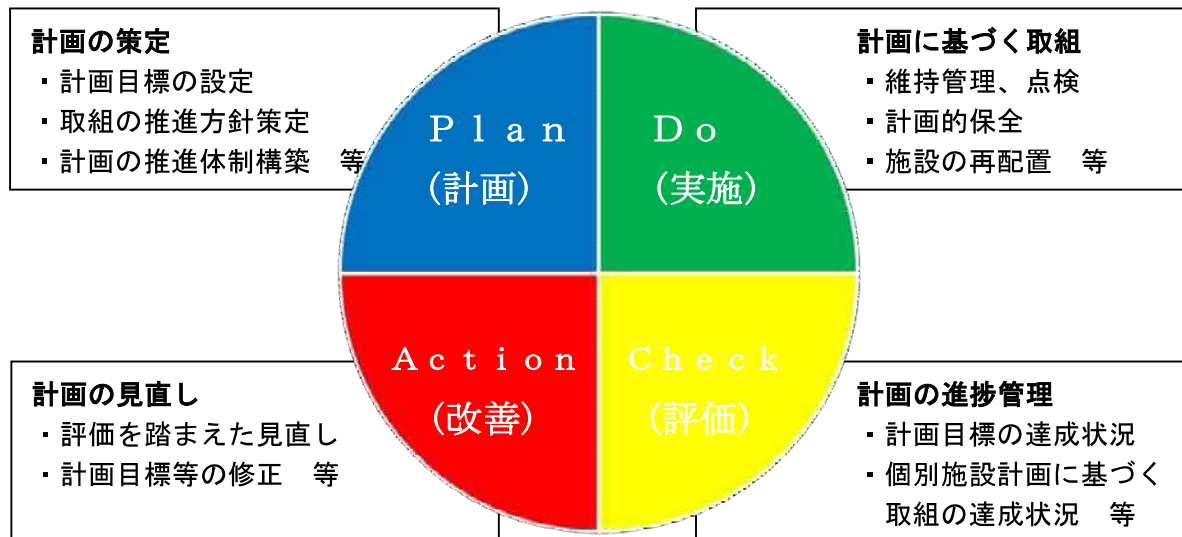 計画の策定
・計画目標の設定
・取組の推進方針策定
・計画の推進体制構築　等
Ｐｌａｎ
（計画）
Ｄｏ
（実施）
計画に基づく取組
・維持管理、点検
・計画的保全
・施設の再配置　等
計画の見直し
・評価を踏まえた見直し
・計画目標等の修正　等
Ａｃｔｉｏｎ
（改善）
Ｃｈｅｃｋ
（評価）
計画の進捗管理
・計画目標の達成状況
・個別施設計画に基づく
取組の達成状況　等